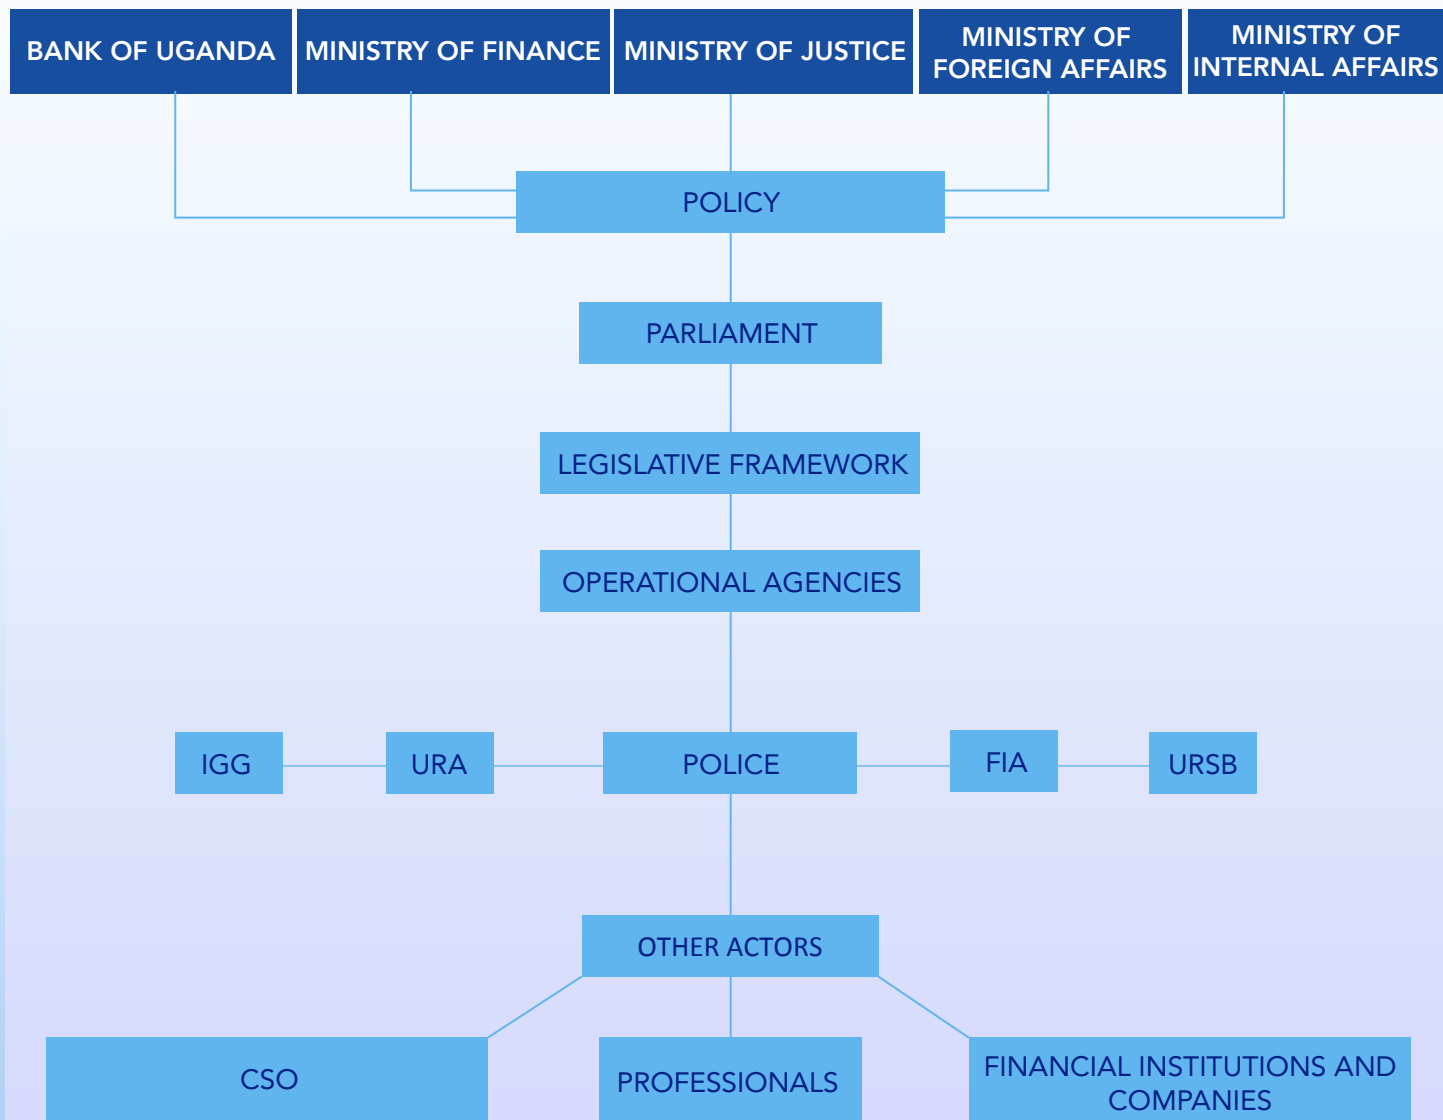 BANK OF UGANDA
MINISTRY OF FINANCE
MINISTRY OF JUSTICE
MINISTRY OF
FOREIGN AFFAIRS
MINISTRY OF
INTERNAL AFFAIRS
POLICY
PARLIAMENT
LEGISLATIVE FRAMEWORK
OPERATIONAL AGENCIES
IGG
URA
POLICE
FIA
URSB
OTHER ACTORS
CSO
PROFESSIONALS
FINANCIAL INSTITUTIONS AND
COMPANIES